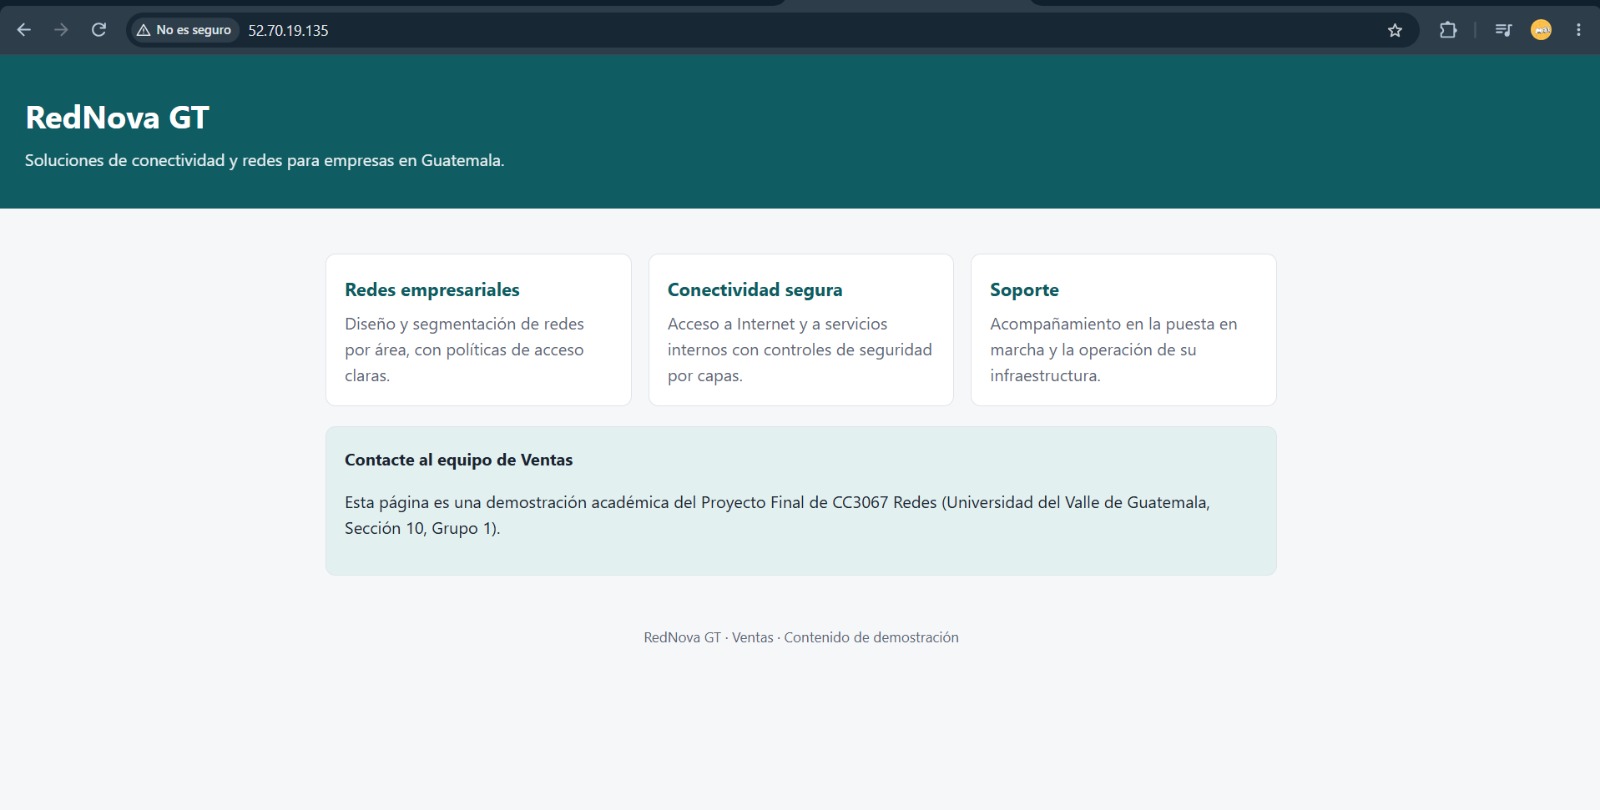 No es seguro
52.70.19.135
RedNova GT
Soluciones de conectividad y redes para empresas en Guatemala.
Redes empresariales
Diseño y segmentación de redes
por área, con políticas de acceso
claras.
Conectividad segura
Acceso a Internet y a servicios
internos con controles de seguridad
por capas.
Soporte
Acompañamiento en la puesta en
marcha y la operación de su
infraestructura.
Contacte al equipo de Ventas
Esta página es una demostración académica del Proyecto Final de CC3067 Redes (Universidad del Valle de Guatemala,
Sección 10, Grupo 1).
RedNova GT · Ventas · Contenido de demostración